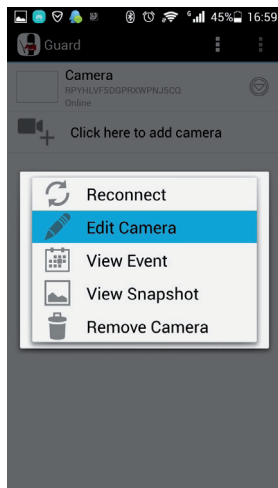 45% 16:59
Guard
Camera
RPYHLVF5DGPRXWPNJ5CQ
Online
Click here to add camera
Reconnect
Edit Camera
View Event
View Snapshot
Remove Camera